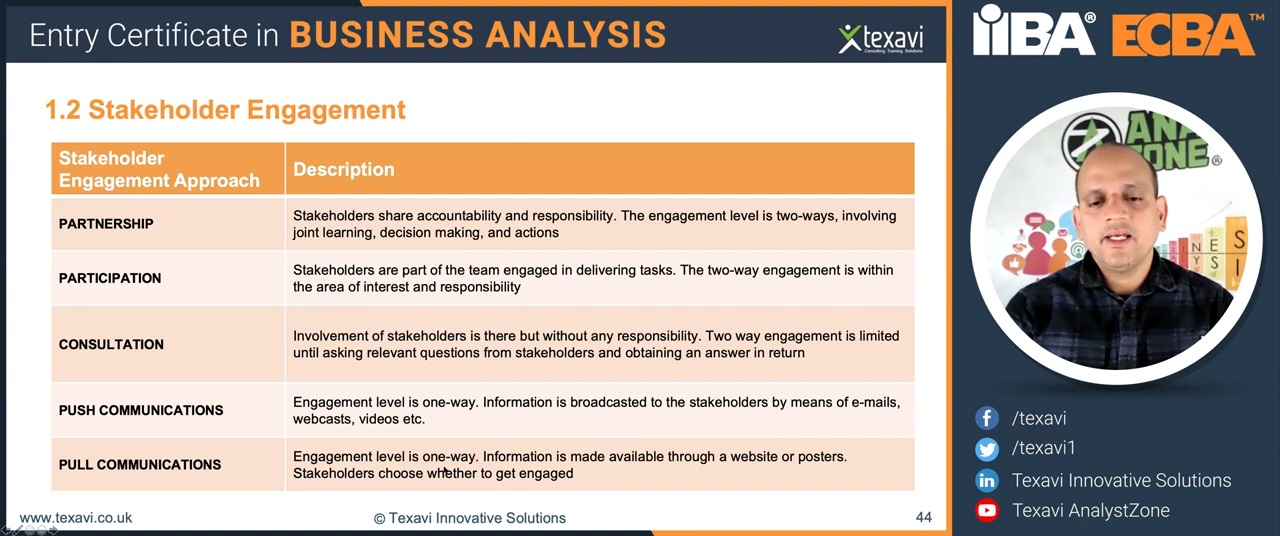 Entry Certificate in BUSINESS ANALYSIS
texavi
Consulting. Training. Solutions
IIBA® ECBA™
1.2 Stakeholder Engagement
Stakeholder
Engagement Approach
Description
PARTNERSHIP
Stakeholders share accountability and responsibility. The engagement level is two-ways, involving
joint learning, decision making, and actions
PARTICIPATION
Stakeholders are part of the team engaged in delivering tasks. The two-way engagement is within
the area of interest and responsibility
CONSULTATION
Involvement of stakeholders is there but without any responsibility. Two way engagement is limited
until asking relevant questions from stakeholders and obtaining an answer in return
PUSH COMMUNICATIONS
Engagement level is one-way. Information is broadcasted to the stakeholders by means of e-mails,
webcasts, videos etc.
PULL COMMUNICATIONS
Engagement level is one-way. Information is made available through a website or posters.
Stakeholders choose whether to get engaged
www.texavi.co.uk
© Texavi Innovative Solutions
44
ANA
ZONE®
/texavi
/texavi1
Texavi Innovative Solutions
Texavi AnalystZone